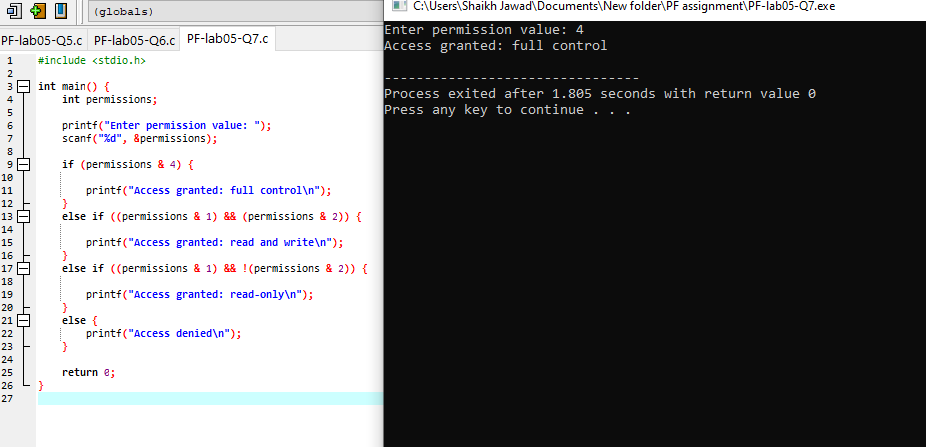 (globals)
PF-lab05-Q5.c PF-lab05-Q6.c PF-lab05-Q7.c
1 #include <stdio.h>
2
3 int main() {
4 int permissions;
5
6 printf("Enter permission value: ");
7 scanf("%d", &permissions);
8
9 if (permissions & 4) {
10
11 printf("Access granted: full control\n");
12 }
13 else if ((permissions & 1) && (permissions & 2)) {
14
15 printf("Access granted: read and write\n");
16 }
17 else if ((permissions & 1) && !(permissions & 2)) {
18
19 printf("Access granted: read-only\n");
20 }
21 else {
22 printf("Access denied\n");
23 }
24
25 return 0;
26 }
27
C:\Users\Shaikh Jawad\Documents\New folder\PF assignment\PF-lab05-Q7.exe
Enter permission value: 4
Access granted: full control
--------------------------------
Process exited after 1.805 seconds with return value 0
Press any key to continue . . .